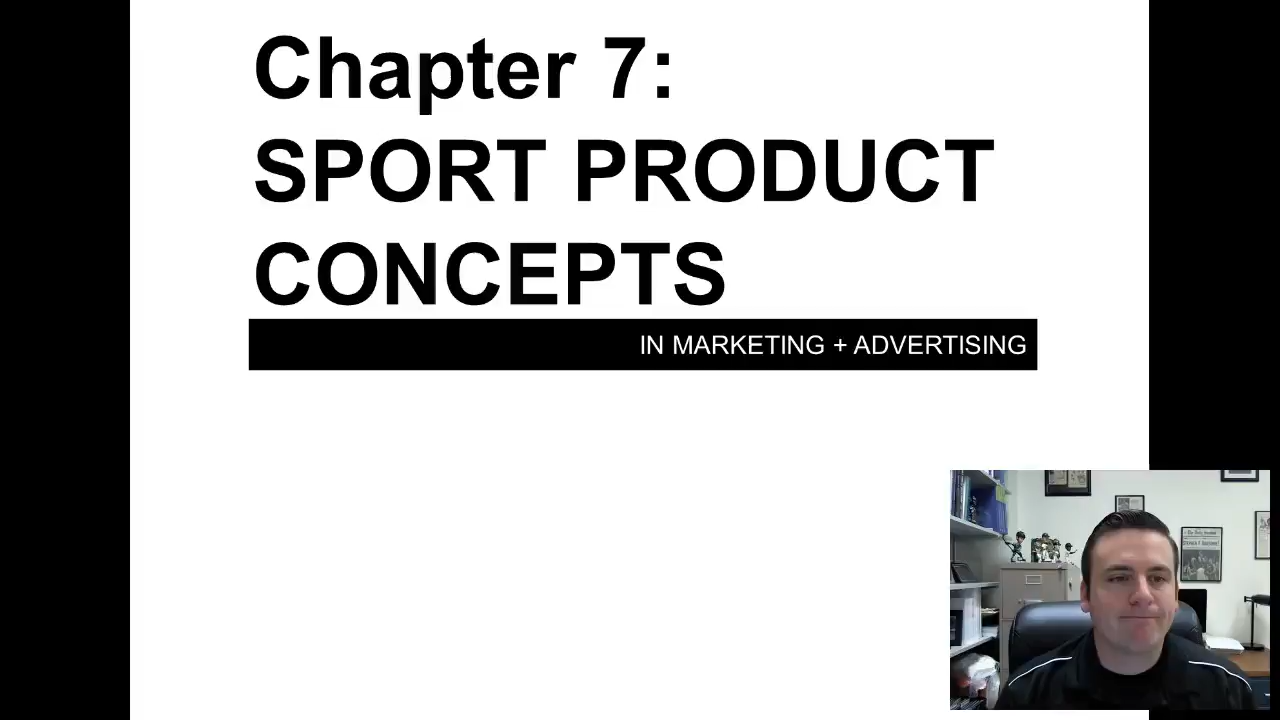 Chapter 7:
SPORT PRODUCT
CONCEPTS
IN MARKETING + ADVERTISING